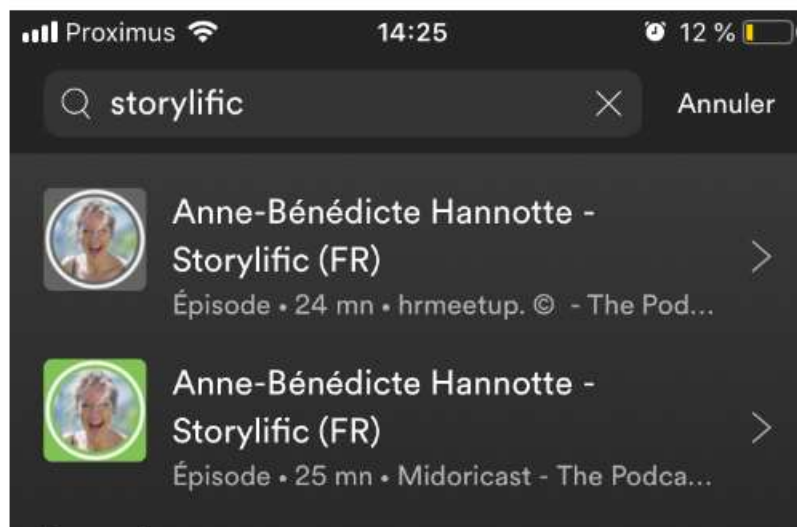 Proximus 14:25 12 %
storylific Annuler
Anne-Bénédicte Hannotte -
Storylific (FR)
Épisode • 24 mn • hrmeetup. © - The Pod...
Anne-Bénédicte Hannotte -
Storylific (FR)
Épisode • 25 mn • Midoricast - The Podca...